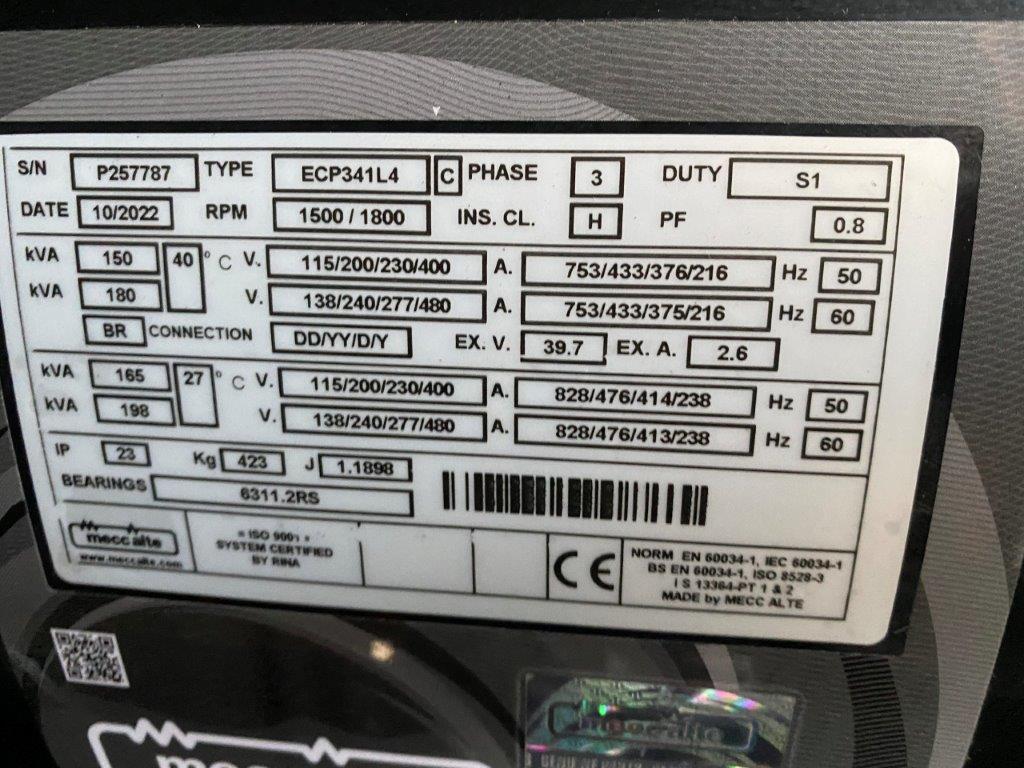 S/N P257787 TYPE ECP341L4 C PHASE 3 DUTY S1
DATE 10/2022 RPM 1500 / 1800 INS. CL. H PF 0.8
kVA 150 40 °C V. 115/200/230/400 A. 753/433/376/216 Hz 50
kVA 180 V. 138/240/277/480 A. 753/433/375/216 Hz 60
BR CONNECTION DD/YY/D/Y EX. V. 39.7 EX. A. 2.6
kVA 165 27 °C V. 115/200/230/400 A. 828/476/414/238 Hz 50
kVA 198 V. 138/240/277/480 A. 828/476/413/238 Hz 60
IP 23 Kg 423 J 1.1898
BEARINGS 6311.2RS
mecc alte
www.meccalte.com
= ISO 9001 =
SYSTEM CERTIFIED
BY RINA
CE
NORM EN 60034-1, IEC 60034-1
BS EN 60034-1, ISO 8528-3
I S 13364-PT 1 & 2
MADE by MECC ALTE
mecc alte